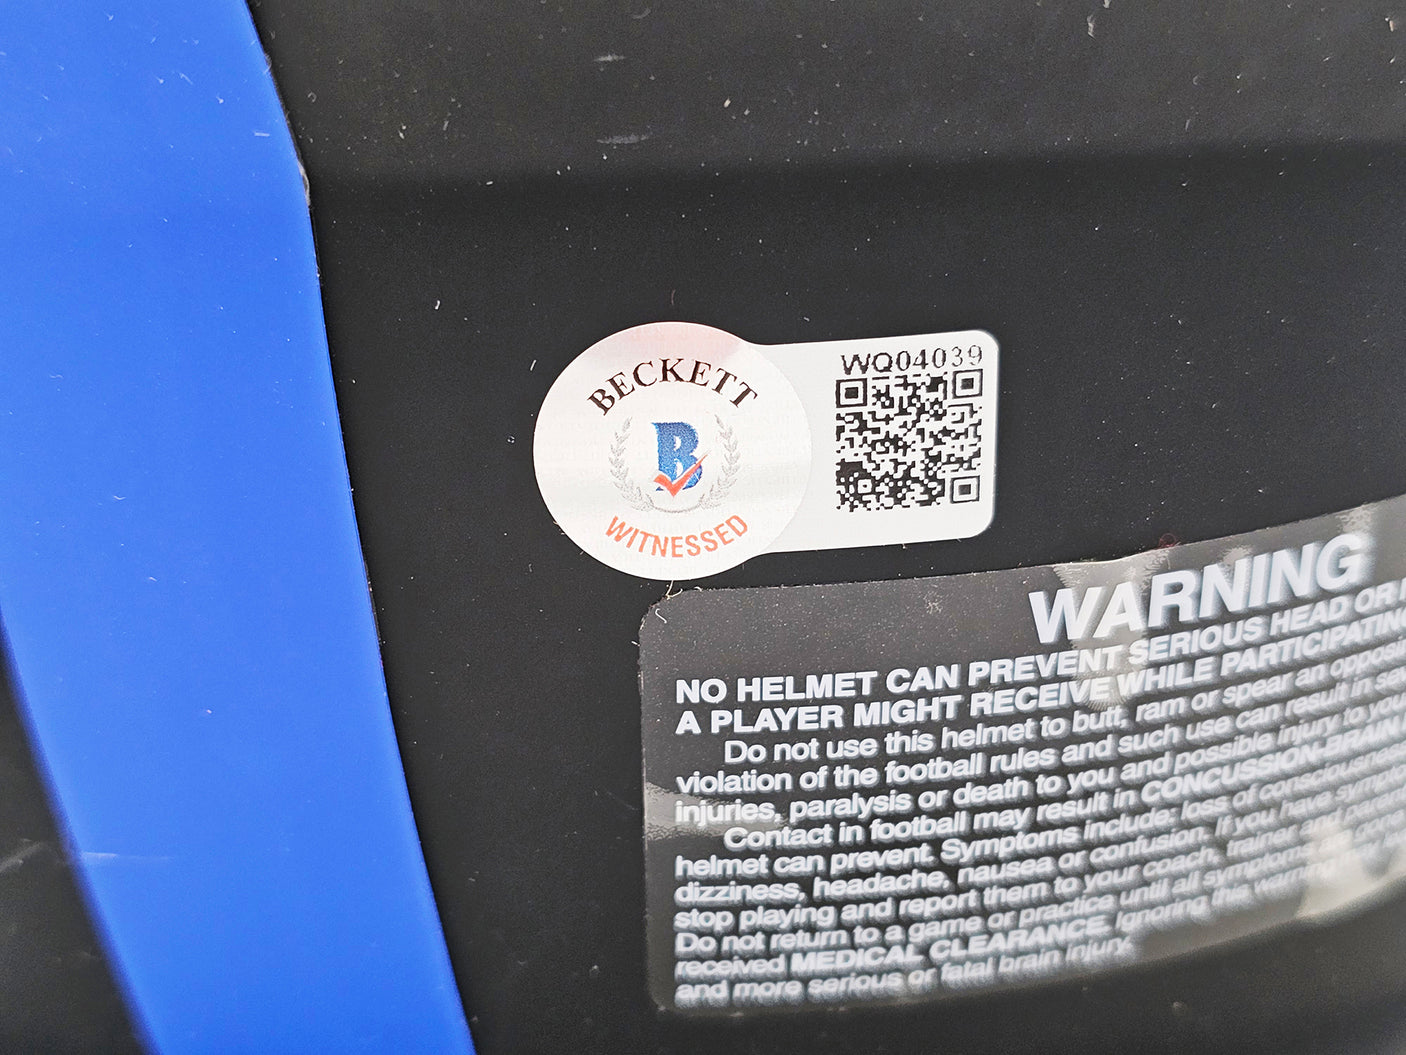 BECKETT
B
WITNESSED
WQ04039
WARNING
NO HELMET CAN PREVENT SERIOUS HEAD OR
A PLAYER MIGHT RECEIVE WHILE PARTICIPATING
Do not use this helmet to butt, ram or spear an
violation of the football rules and such use can result in
injuries, paralysis or death to you and possible injury to
Contact in football may result in CONCUSSION-BRAIN
helmet can prevent. Symptoms include: loss of
dizziness, headache, nausea or confusion. If you have
stop playing and report them to your coach, trainer and
Do not return to a game or practice until all symptoms
received MEDICAL CLEARANCE. Ignoring this warning may
and more serious or fatal brain injury.